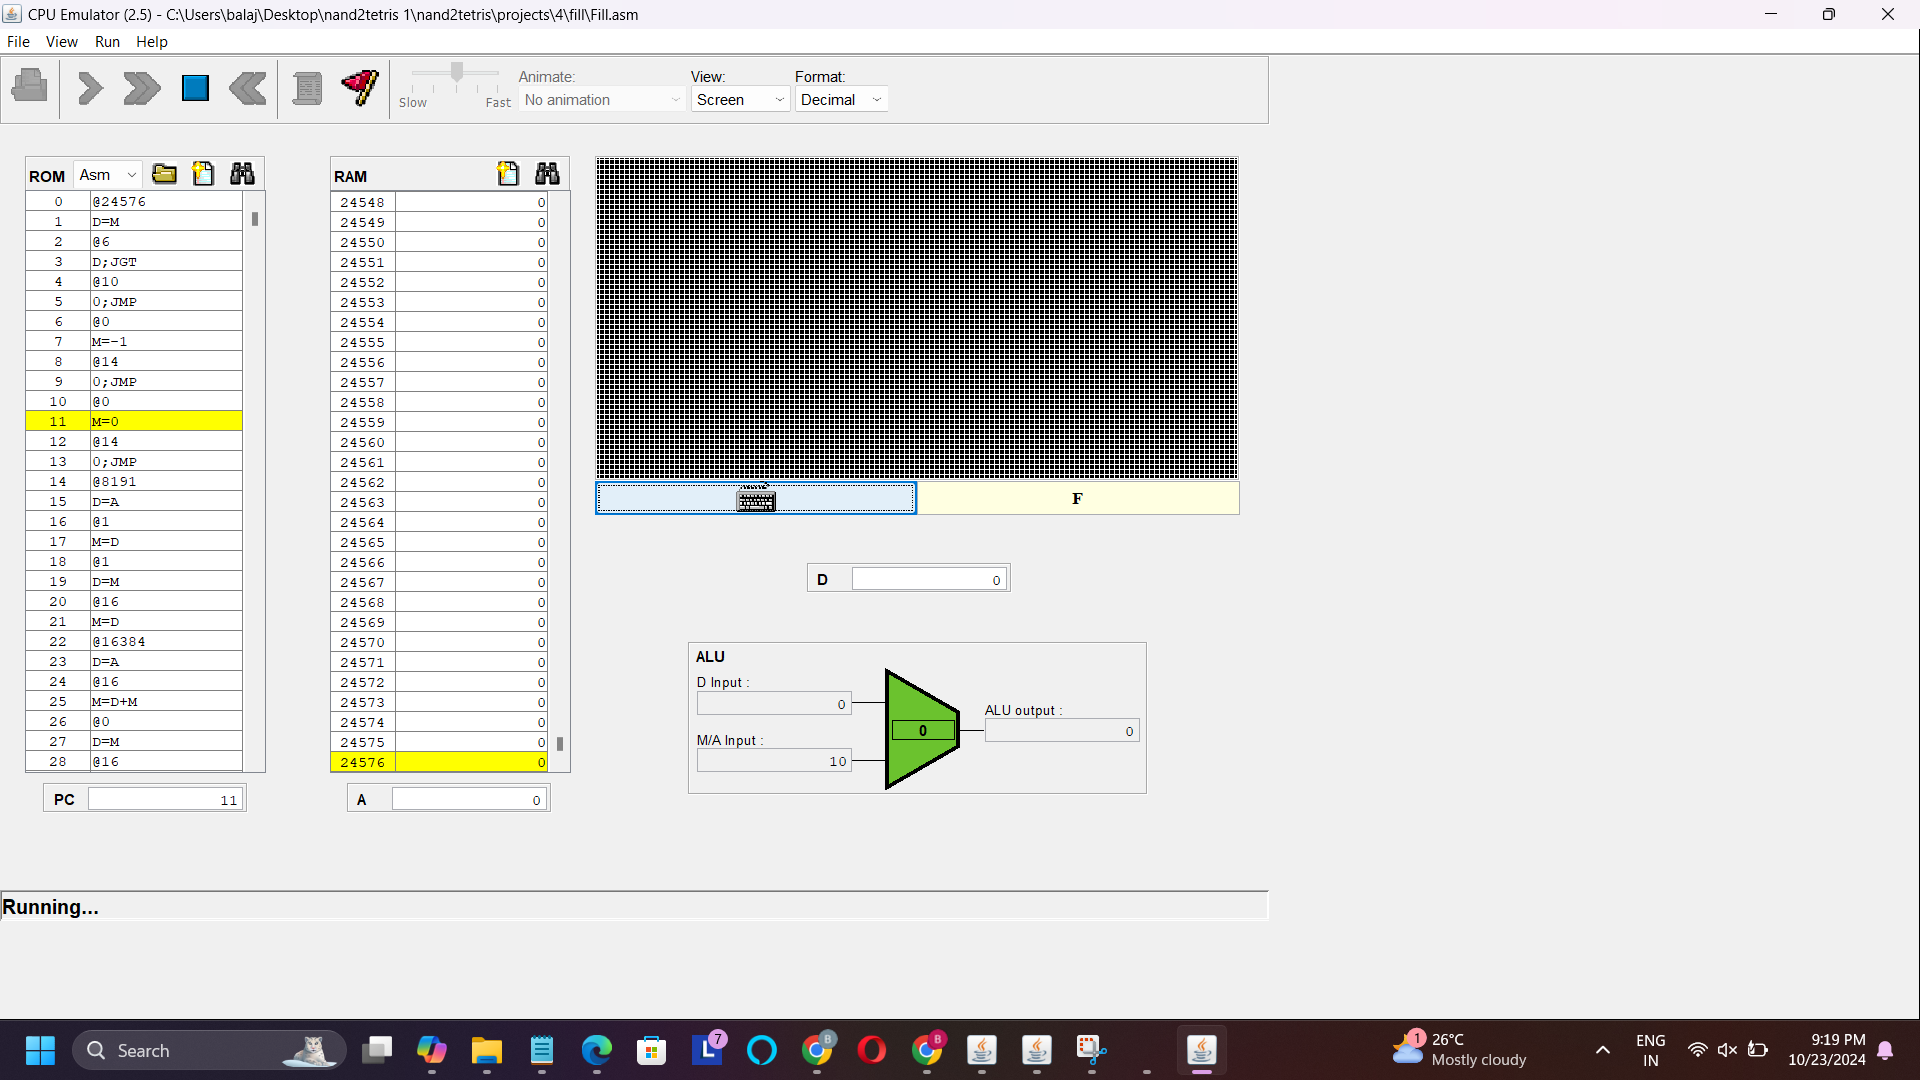 CPU Emulator (2.5) - C:\Users\balaj\Desktop\nand2tetris 1\nand2tetris\projects\4\fill\Fill.asm
File View Run Help
Slow Fast
Animate:
No animation
View:
Screen
Format:
Decimal
ROM Asm
0 @24576
1 D=M
2 @6
3 D;JGT
4 @10
5 0;JMP
6 @0
7 M=-1
8 @14
9 0;JMP
10 @0
11 M=0
12 @14
13 0;JMP
14 @8191
15 D=A
16 @1
17 M=D
18 @1
19 D=M
20 @16
21 M=D
22 @16384
23 D=A
24 @16
25 M=D+M
26 @0
27 D=M
28 @16
PC 11
RAM
24548 0
24549 0
24550 0
24551 0
24552 0
24553 0
24554 0
24555 0
24556 0
24557 0
24558 0
24559 0
24560 0
24561 0
24562 0
24563 0
24564 0
24565 0
24566 0
24567 0
24568 0
24569 0
24570 0
24571 0
24572 0
24573 0
24574 0
24575 0
24576 0
A 0
F
D 0
ALU
D Input :
0
M/A Input :
10
0
ALU output :
0
Running...
Search
7
B
B
1
26°C
Mostly cloudy
ENG
IN
9:19 PM
10/23/2024